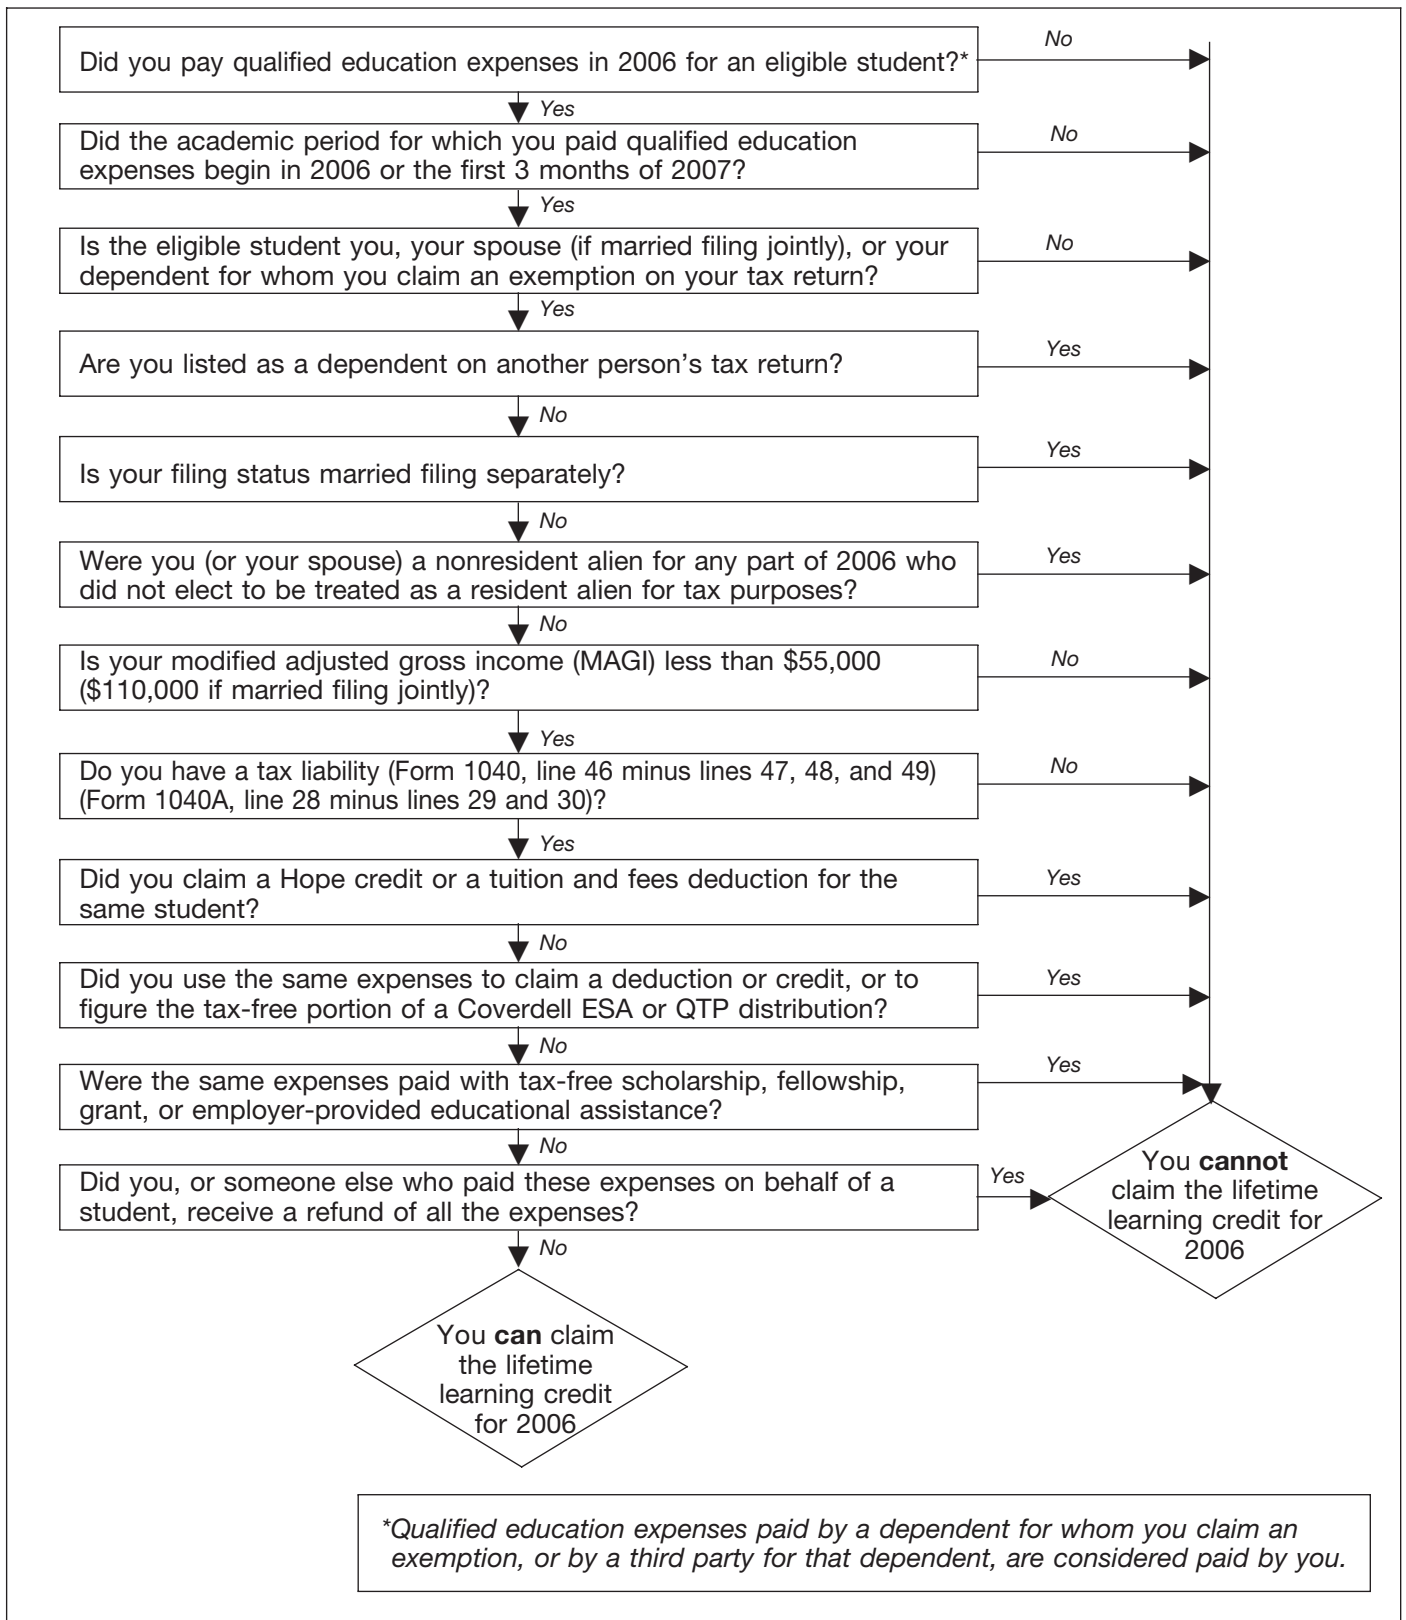 Did you pay qualified education expenses in 2006 for an eligible student?*
No
Yes
Did the academic period for which you paid qualified education
expenses begin in 2006 or the first 3 months of 2007?
No
Yes
Is the eligible student you, your spouse (if married filing jointly), or your
dependent for whom you claim an exemption on your tax return?
No
Yes
Are you listed as a dependent on another person’s tax return?
Yes
No
Is your filing status married filing separately?
Yes
No
Were you (or your spouse) a nonresident alien for any part of 2006 who
did not elect to be treated as a resident alien for tax purposes?
Yes
No
Is your modified adjusted gross income (MAGI) less than $55,000
($110,000 if married filing jointly)?
No
Yes
Do you have a tax liability (Form 1040, line 46 minus lines 47, 48, and 49)
(Form 1040A, line 28 minus lines 29 and 30)?
No
Yes
Did you claim a Hope credit or a tuition and fees deduction for the
same student?
Yes
No
Did you use the same expenses to claim a deduction or credit, or to
figure the tax-free portion of a Coverdell ESA or QTP distribution?
Yes
No
Were the same expenses paid with tax-free scholarship, fellowship,
grant, or employer-provided educational assistance?
Yes
No
Did you, or someone else who paid these expenses on behalf of a
student, receive a refund of all the expenses?
Yes
You cannot
claim the lifetime
learning credit for
2006
No
You can claim
the lifetime
learning credit
for 2006
*Qualified education expenses paid by a dependent for whom you claim an
exemption, or by a third party for that dependent, are considered paid by you.